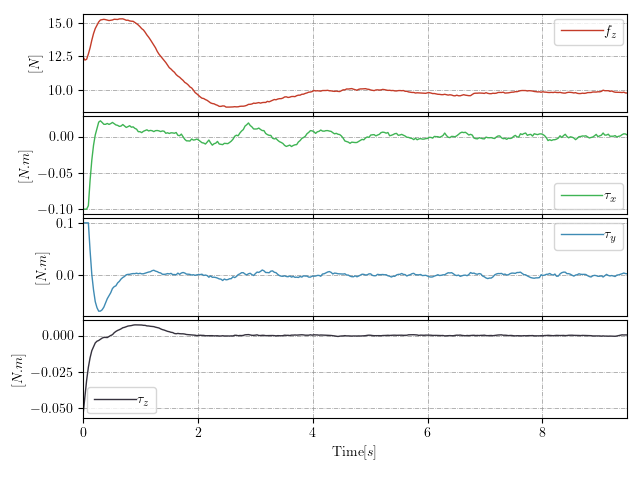 15.0
12.5
10.0
[N]
f_z
0.00
−0.05
−0.10
[N.m]
τ_x
0.1
0.0
[N.m]
τ_y
0.000
−0.025
−0.050
[N.m]
τ_z
0 2 4 6 8
Time[s]